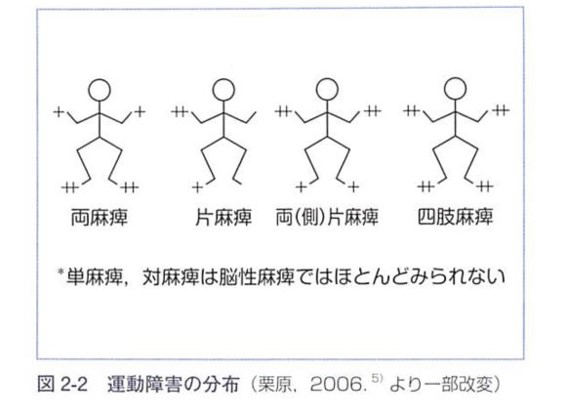 + + ⧺ ⧺ ⧺ ⧺ ⧺
⧺ ⧺ + + + ⧺ ⧺
両麻痺 片麻痺 両(側)片麻痺 四肢麻痺
*単麻痺，対麻痺は脳性麻痺ではほとんどみられない
図 2-2 運動障害の分布（栗原，2006.5) より一部改変）